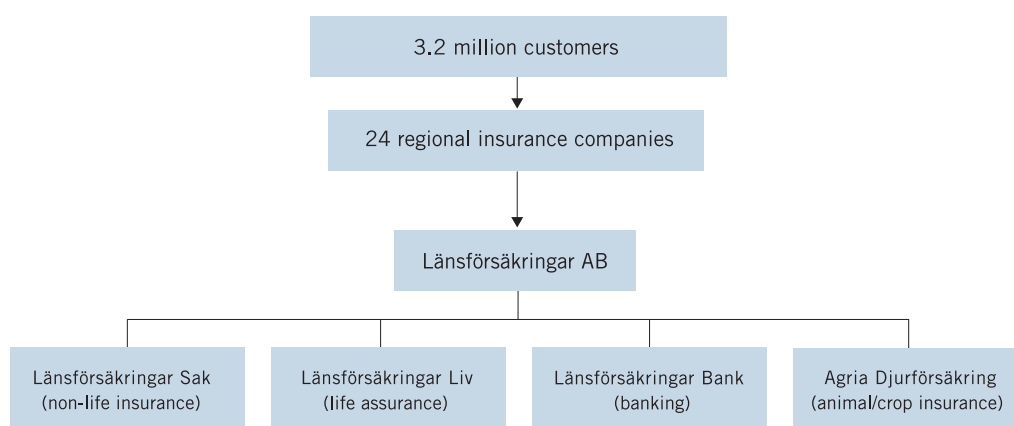 3.2 million customers
24 regional insurance companies
Länsförsäkringar AB
Länsförsäkringar Sak
(non-life insurance)
Länsförsäkringar Liv
(life assurance)
Länsförsäkringar Bank
(banking)
Agria Djurförsäkring
(animal/crop insurance)